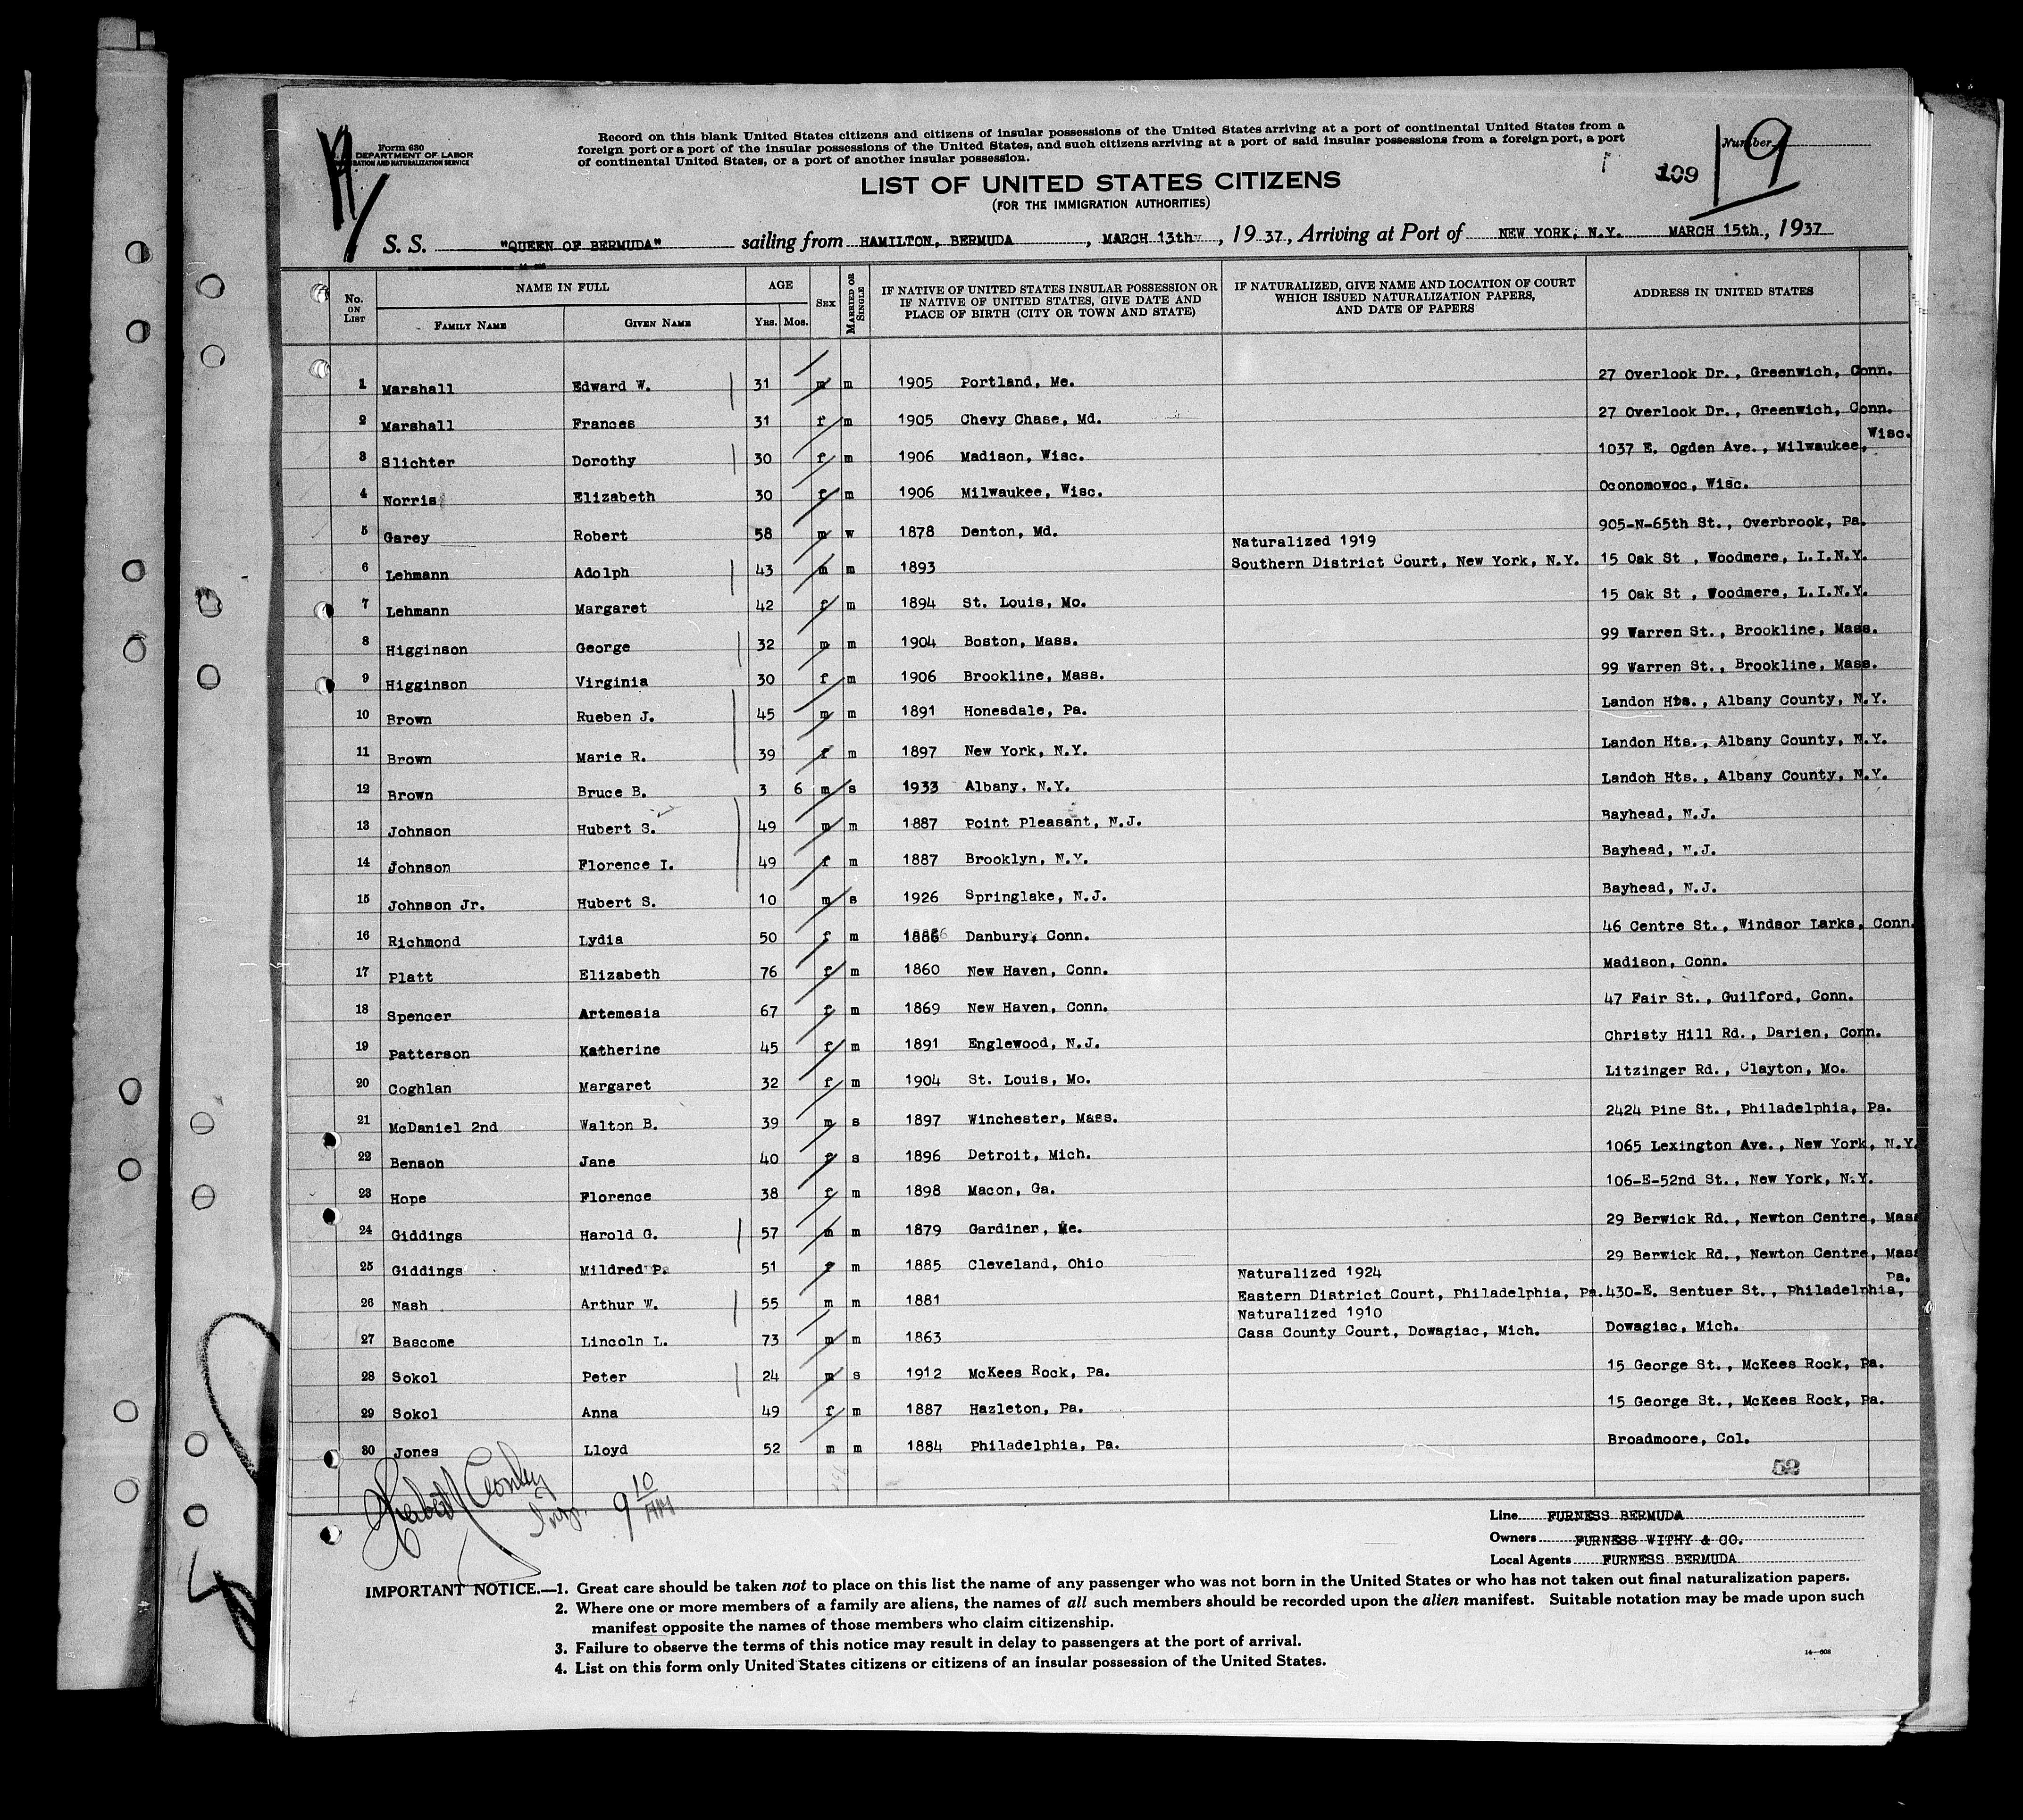 Form 630
DEPARTMENT OF LABOR
IMMIGRATION AND NATURALIZATION SERVICE
Record on this blank United States citizens and citizens of insular possessions of the United States arriving at a port of continental United States from a
foreign port or a port of the insular possessions of the United States, and such citizens arriving at a port of said insular possessions from a foreign port, a port
of continental United States, or a port of another insular possession.
Number
109 19
LIST OF UNITED STATES CITIZENS
(FOR THE IMMIGRATION AUTHORITIES)
S. S. "QUEEN OF BERMUDA" sailing from HAMILTON, BERMUDA, MARCH 13th, 1937, Arriving at Port of NEW YORK, N.Y. MARCH 15th, 1937
No. ON LIST | NAME IN FULL | AGE | SEX | MARRIED OR SINGLE | IF NATIVE OF UNITED STATES INSULAR POSSESSION OR IF NATIVE OF UNITED STATES, GIVE DATE AND PLACE OF BIRTH (CITY OR TOWN AND STATE) | IF NATURALIZED, GIVE NAME AND LOCATION OF COURT WHICH ISSUED NATURALIZATION PAPERS, AND DATE OF PAPERS | ADDRESS IN UNITED STATES
FAMILY NAME | GIVEN NAME | YRS. | MOS.
1 Marshall Edward W. 31 m m 1905 Portland, Me. 27 Overlook Dr., Greenwich, Conn.
2 Marshall Frances 31 f m 1905 Chevy Chase, Md. 27 Overlook Dr., Greenwich, Conn.
3 Slichter Dorothy 30 f m 1906 Madison, Wisc. 1037 E. Ogden Ave., Milwaukee, Wisc.
4 Norris Elizabeth 30 f m 1906 Milwaukee, Wisc. Oconomowoc, Wisc.
5 Garey Robert 58 m w 1878 Denton, Md. 905-N-65th St., Overbrook, Pa.
6 Lehmann Adolph 43 m m 1893 Naturalized 1919 Southern District Court, New York, N.Y. 15 Oak St , Woodmere, L.I.N.Y.
7 Lehmann Margaret 42 f m 1894 St. Louis, Mo. 15 Oak St , Woodmere, L.I.N.Y.
8 Higginson George 32 m m 1904 Boston, Mass. 99 Warren St., Brookline, Mass.
9 Higginson Virginia 30 f m 1906 Brookline, Mass. 99 Warren St., Brookline, Mass.
10 Brown Rueben J. 45 m m 1891 Honesdale, Pa. Landon Hts., Albany County, N.Y.
11 Brown Marie R. 39 f m 1897 New York, N.Y. Landon Hts., Albany County, N.Y.
12 Brown Bruce B. 3 6 m s 1933 Albany, N.Y. Landon Hts., Albany County, N.Y.
13 Johnson Hubert S. 49 m m 1887 Point Pleasant, N.J. Bayhead, N.J.
14 Johnson Florence I. 49 f m 1887 Brooklyn, N.Y. Bayhead, N.J.
15 Johnson Jr. Hubert S. 10 m s 1926 Springlake, N.J. Bayhead, N.J.
16 Richmond Lydia 50 f m 1886 Danbury, Conn. 46 Centre St., Windsor Larks, Conn.
17 Platt Elizabeth 76 f m 1860 New Haven, Conn. Madison, Conn.
18 Spencer Artemesia 67 f m 1869 New Haven, Conn. 47 Fair St., Guilford, Conn.
19 Patterson Katherine 45 f m 1891 Englewood, N.J. Christy Hill Rd., Darien, Conn.
20 Coghlan Margaret 32 f m 1904 St. Louis, Mo. Litzinger Rd., Clayton, Mo.
21 McDaniel 2nd Walton B. 39 m s 1897 Winchester, Mass. 2424 Pine St., Philadelphia, Pa.
22 Benson Jane 40 f s 1896 Detroit, Mich. 1065 Lexington Ave., New York, N.Y.
23 Hope Florence 38 f m 1898 Macon, Ga. 106-E-52nd St., New York, N.Y.
24 Giddings Harold G. 57 m m 1879 Gardiner, Me. 29 Berwick Rd., Newton Centre, Mass
25 Giddings Mildred P. 51 f m 1885 Cleveland, Ohio 29 Berwick Rd., Newton Centre, Mass
26 Nash Arthur W. 55 m m 1881 Naturalized 1924 Eastern District Court, Philadelphia, Pa. 430-E. Sentuer St., Philadelphia, Pa.
27 Bascome Lincoln L. 73 m m 1863 Naturalized 1910 Cass County Court, Dowagiac, Mich. Dowagiac, Mich.
28 Sokol Peter 24 m s 1912 McKees Rock, Pa. 15 George St., McKees Rock, Pa.
29 Sokol Anna 49 f m 1887 Hazleton, Pa. 15 George St., McKees Rock, Pa.
30 Jones Lloyd 52 m m 1884 Philadelphia, Pa. Broadmoore, Col.
52
9 10 AM
Line FURNESS BERMUDA
Owners FURNESS WITHY & CO.
Local Agents FURNESS BERMUDA
IMPORTANT NOTICE.—1. Great care should be taken not to place on this list the name of any passenger who was not born in the United States or who has not taken out final naturalization papers.
2. Where one or more members of a family are aliens, the names of all such members should be recorded upon the alien manifest. Suitable notation may be made upon such
manifest opposite the names of those members who claim citizenship.
3. Failure to observe the terms of this notice may result in delay to passengers at the port of arrival.
4. List on this form only United States citizens or citizens of an insular possession of the United States.
14—608